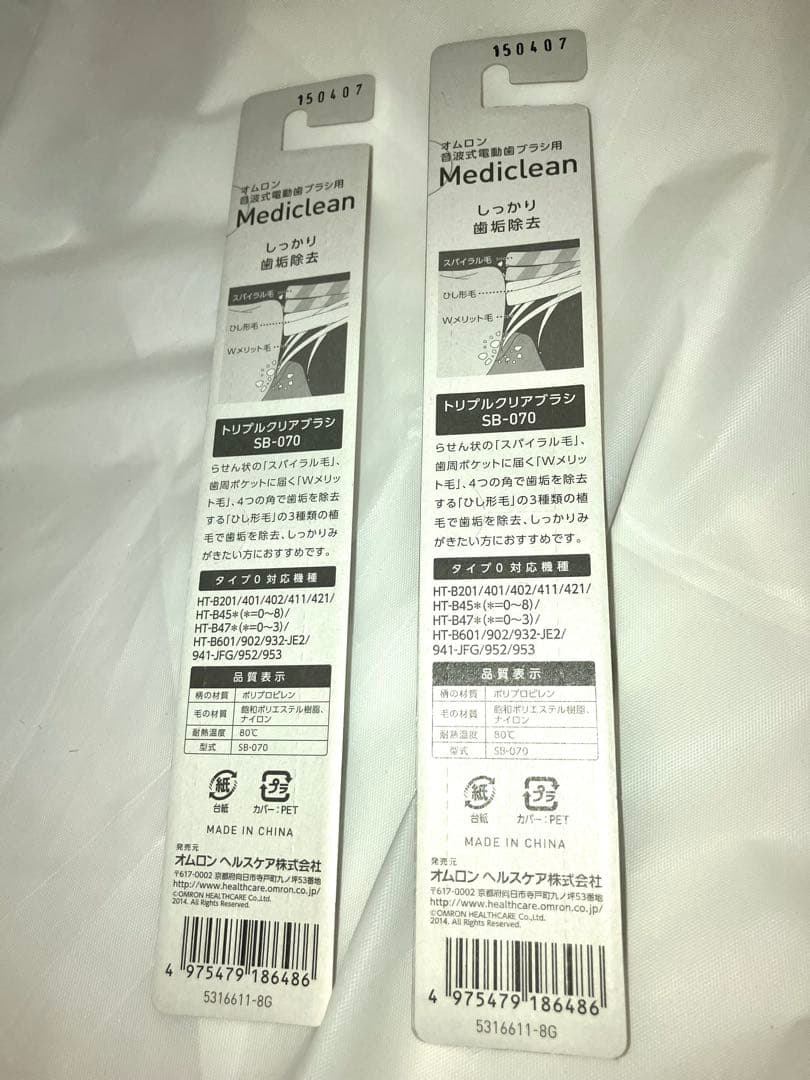 150407
オムロン
音波式電動歯ブラシ用
Mediclean
しっかり
歯垢除去
スパイラル毛
ひし形毛
Wメリット毛
トリプルクリアブラシ
SB-070
らせん状の「スパイラル毛」、
歯周ポケットに届く「Wメリッ
ト毛」、4つの角で歯垢を除去
する「ひし形毛」の3種類の植
毛で歯垢を除去、しっかりみ
がきたい方におすすめです。
タイプ0 対応機種
HT-B201/401/402/411/421/
HT-B45*(*=0~8)/
HT-B47*(*=0~3)/
HT-B601/902/932-JE2/
941-JFG/952/953
品質表示
柄の材質 ポリプロピレン
毛の材質 飽和ポリエステル樹脂、
ナイロン
耐熱温度 80℃
型式 SB-070
紙 プラ
台紙 カバー:PET
MADE IN CHINA
発売元
オムロン ヘルスケア株式会社
〒617-0002 京都府向日市寺戸町九ノ坪53番地
http://www.healthcare.omron.co.jp/
©OMRON HEALTHCARE Co.,Ltd.
2014. All Rights Reserved.
4 975479 186486
5316611-8G
150407
オムロン
音波式電動歯ブラシ用
Mediclean
しっかり
歯垢除去
スパイラル毛
ひし形毛
Wメリット毛
トリプルクリアブラシ
SB-070
らせん状の「スパイラル毛」、
歯周ポケットに届く「Wメリッ
ト毛」、4つの角で歯垢を除去
する「ひし形毛」の3種類の植
毛で歯垢を除去、しっかりみ
がきたい方におすすめです。
タイプ0 対応機種
HT-B201/401/402/411/421/
HT-B45*(*=0~8)/
HT-B47*(*=0~3)/
HT-B601/902/932-JE2/
941-JFG/952/953
品質表示
柄の材質 ポリプロピレン
毛の材質 飽和ポリエステル樹脂、
ナイロン
耐熱温度 80℃
型式 SB-070
紙 プラ
台紙 カバー:PET
MADE IN CHINA
発売元
オムロン ヘルスケア株式会社
〒617-0002 京都府向日市寺戸町九ノ坪53番地
http://www.healthcare.omron.co.jp/
©OMRON HEALTHCARE Co.,Ltd.
2014. All Rights Reserved.
4 975479 186486
5316611-8G